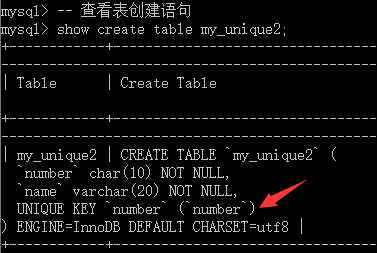 mysql> -- 查看表创建语句
mysql> show create table my_unique2;
+-----------+----------------------------
| Table | Create Table
+-----------+----------------------------
| my_unique2 | CREATE TABLE `my_unique2` (
`number` char(10) NOT NULL,
`name` varchar(20) NOT NULL,
UNIQUE KEY `number` (`number`)
) ENGINE=InnoDB DEFAULT CHARSET=utf8 |
+-----------+----------------------------